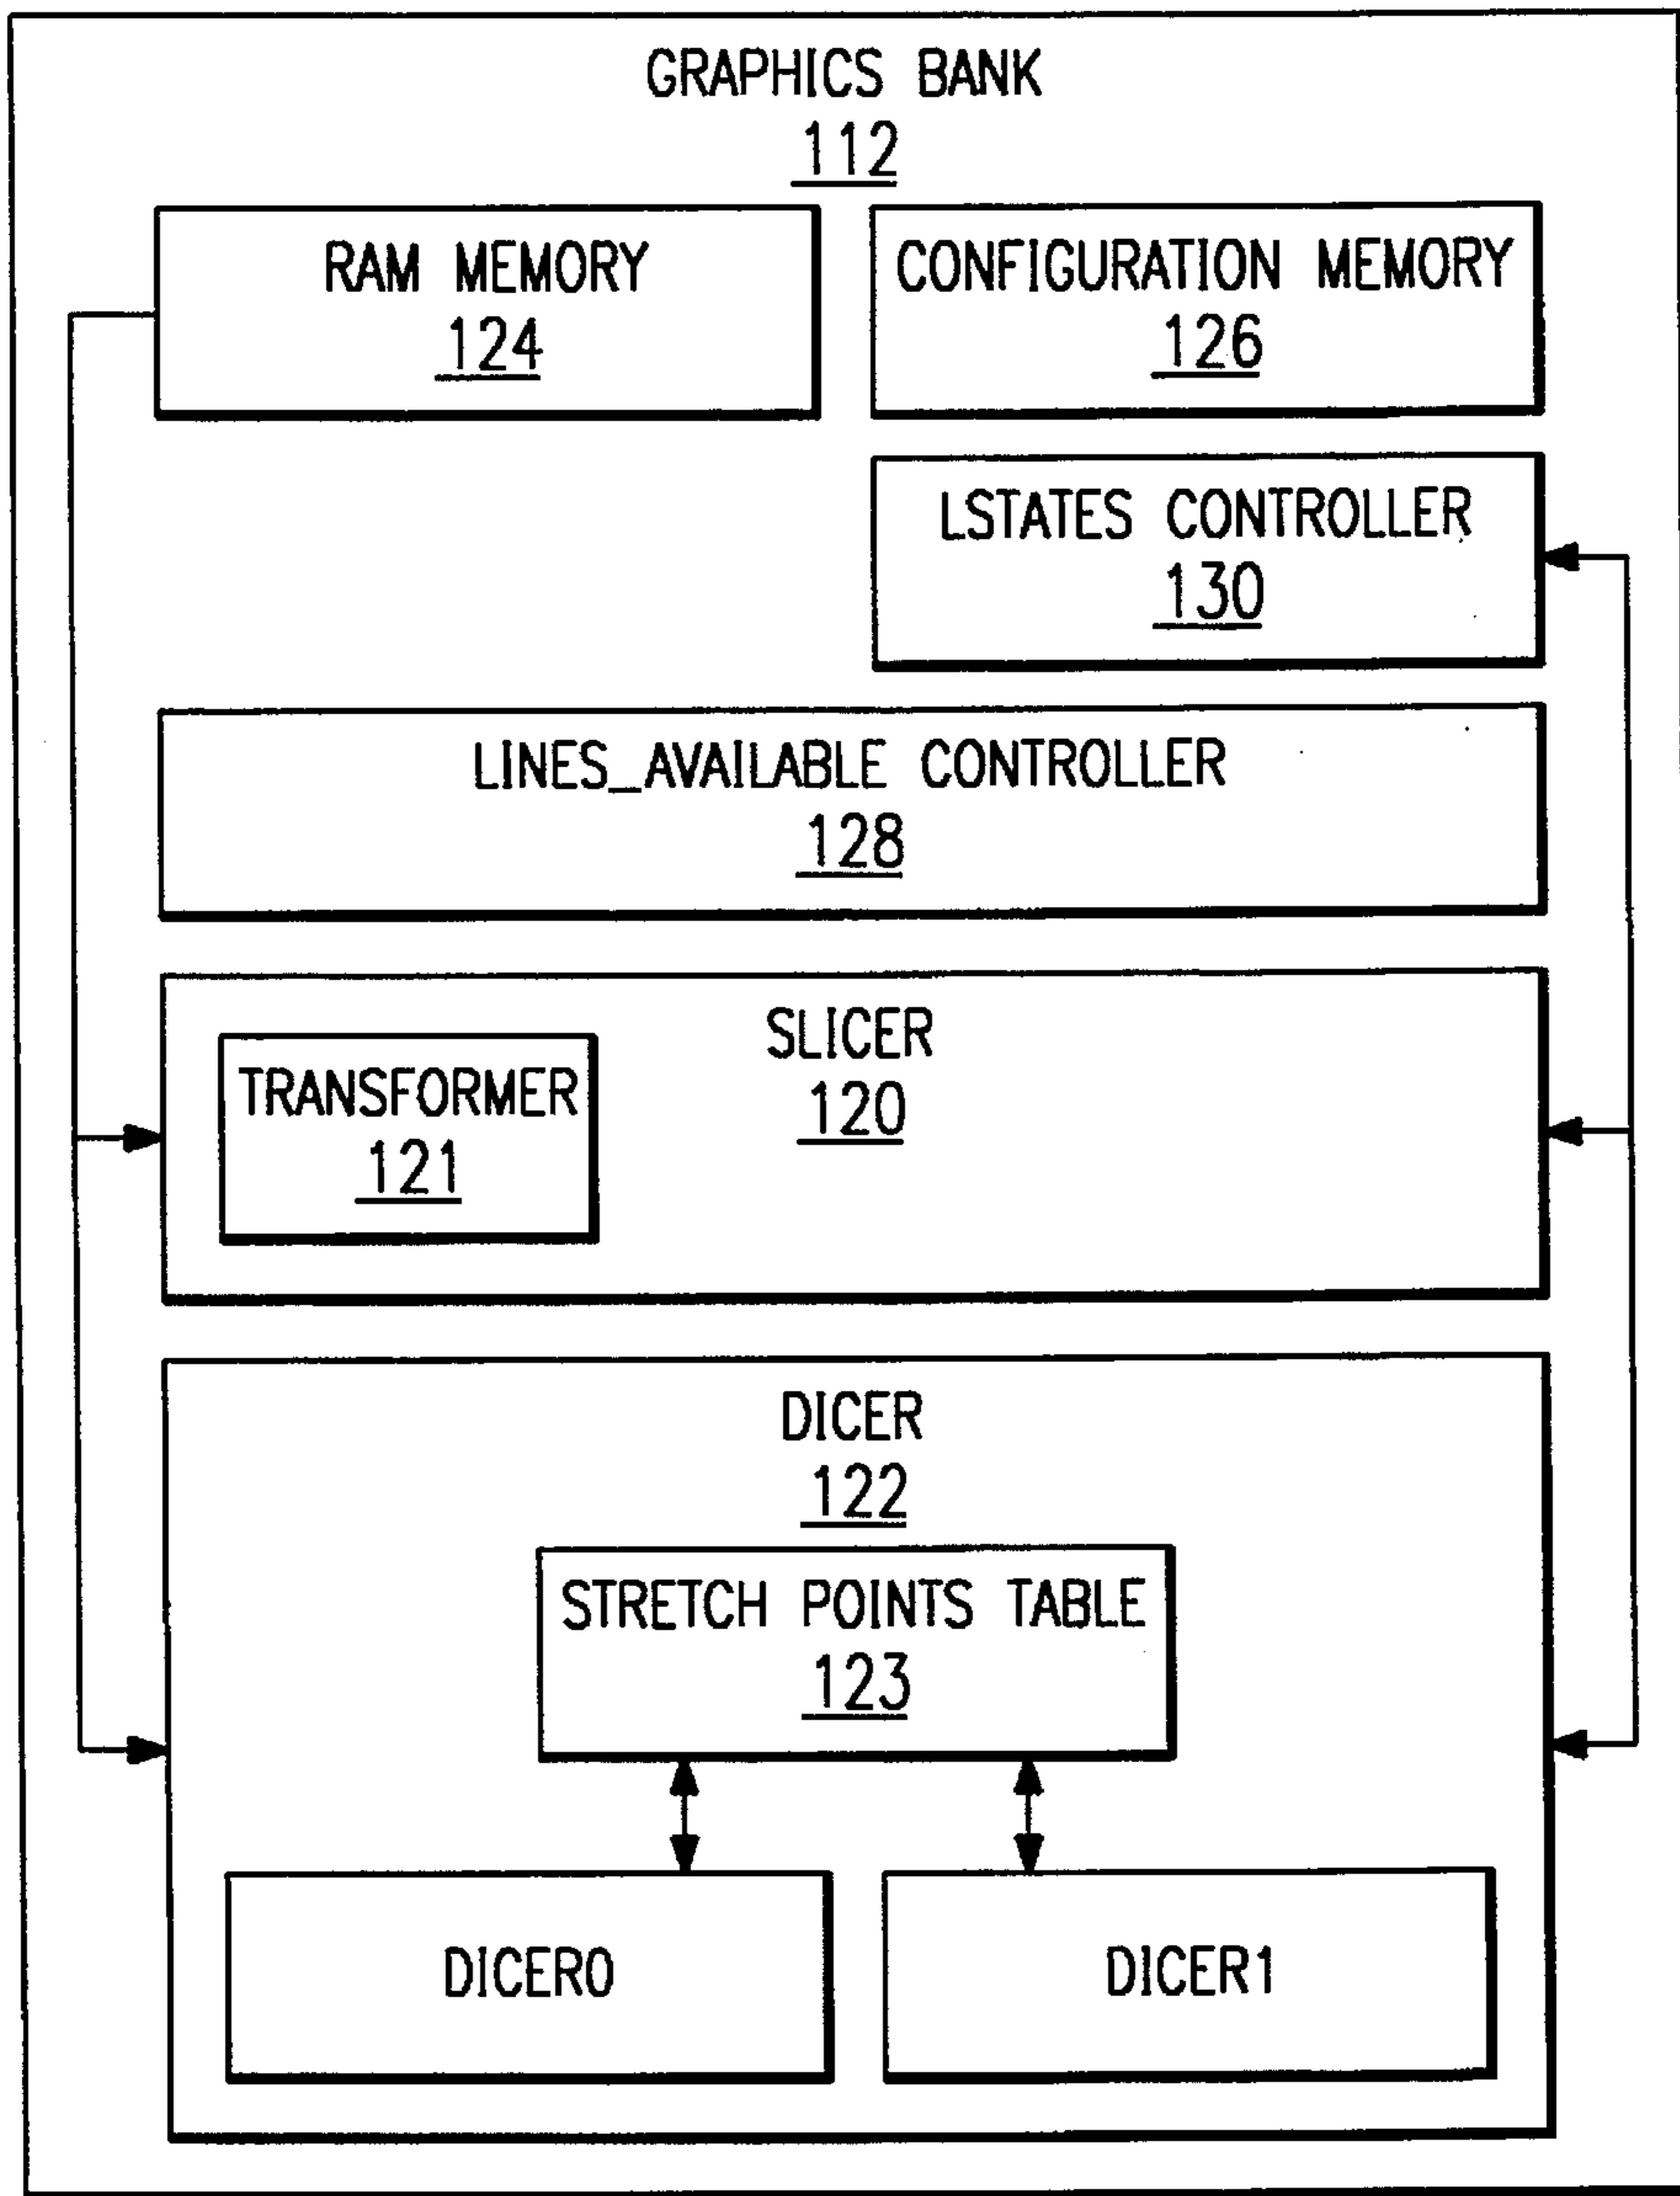 GRAPHICS BANK
112
RAM MEMORY
124
CONFIGURATION MEMORY
126
LSTATES CONTROLLER
130
LINES_AVAILABLE CONTROLLER
128
SLICER
120
TRANSFORMER
121
DICER
122
STRETCH POINTS TABLE
123
DICER0
DICER1